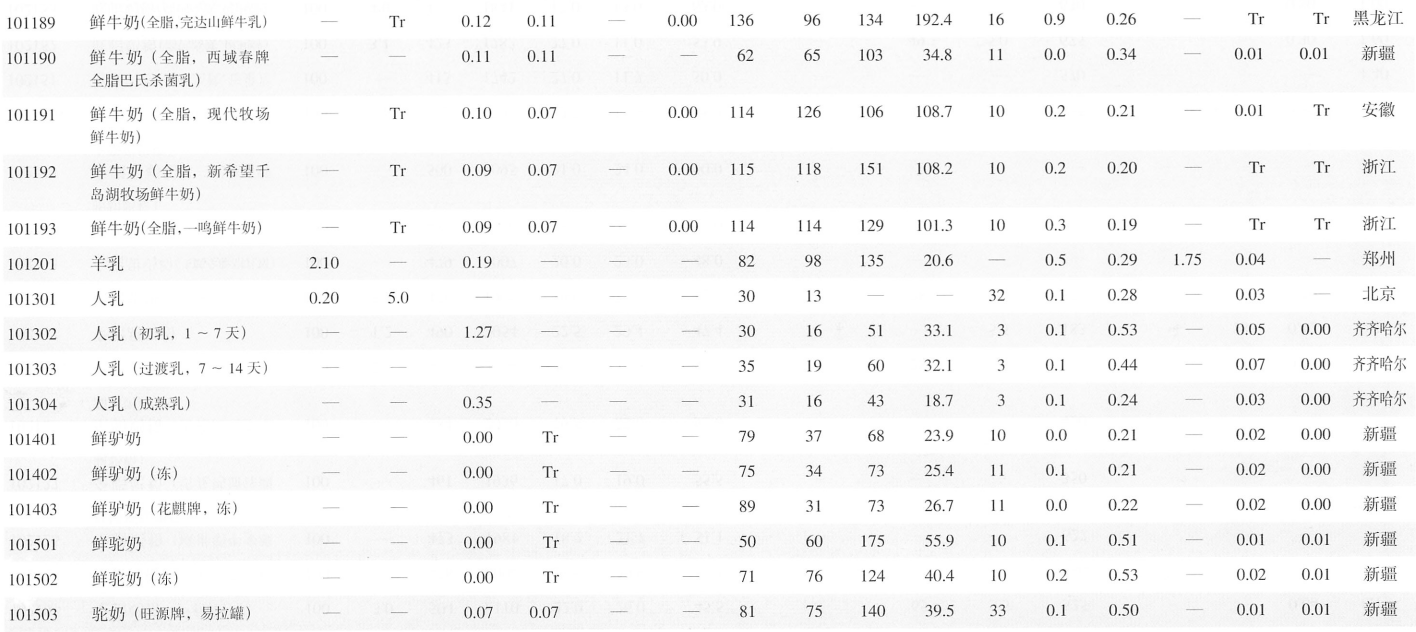 101189 鲜牛奶(全脂,完达山鲜牛乳) — Tr 0.12 0.11 — 0.00 136 96 134 192.4 16 0.9 0.26 — Tr Tr 黑龙江
101190 鲜牛奶（全脂，西域春牌 — — 0.11 0.11 — — 62 65 103 34.8 11 0.0 0.34 — 0.01 0.01 新疆
全脂巴氏杀菌乳）
101191 鲜牛奶（全脂，现代牧场 — Tr 0.10 0.07 — 0.00 114 126 106 108.7 10 0.2 0.21 — 0.01 Tr 安徽
鲜牛奶）
101192 鲜牛奶（全脂，新希望千 — Tr 0.09 0.07 — 0.00 115 118 151 108.2 10 0.2 0.20 — Tr Tr 浙江
岛湖牧场鲜牛奶）
101193 鲜牛奶(全脂,一鸣鲜牛奶) — Tr 0.09 0.07 — 0.00 114 114 129 101.3 10 0.3 0.19 — Tr Tr 浙江
101201 羊乳 2.10 — 0.19 — — — 82 98 135 20.6 — 0.5 0.29 1.75 0.04 — 郑州
101301 人乳 0.20 5.0 — — — — 30 13 — — 32 0.1 0.28 — 0.03 — 北京
101302 人乳（初乳，1～7天） — — 1.27 — — — 30 16 51 33.1 3 0.1 0.53 — 0.05 0.00 齐齐哈尔
101303 人乳（过渡乳，7～14天） — — — — — — 35 19 60 32.1 3 0.1 0.44 — 0.07 0.00 齐齐哈尔
101304 人乳（成熟乳） — — 0.35 — — — 31 16 43 18.7 3 0.1 0.24 — 0.03 0.00 齐齐哈尔
101401 鲜驴奶 — — 0.00 Tr — — 79 37 68 23.9 10 0.0 0.21 — 0.02 0.00 新疆
101402 鲜驴奶（冻） — — 0.00 Tr — — 75 34 73 25.4 11 0.1 0.21 — 0.02 0.00 新疆
101403 鲜驴奶（花麒牌，冻） — — 0.00 Tr — — 89 31 73 26.7 11 0.0 0.22 — 0.02 0.00 新疆
101501 鲜驼奶 — — 0.00 Tr — — 50 60 175 55.9 10 0.1 0.51 — 0.01 0.01 新疆
101502 鲜驼奶（冻） — — 0.00 Tr — — 71 76 124 40.4 10 0.2 0.53 — 0.02 0.01 新疆
101503 驼奶（旺源牌，易拉罐） — — 0.07 0.07 — — 81 75 140 39.5 33 0.1 0.50 — 0.01 0.01 新疆